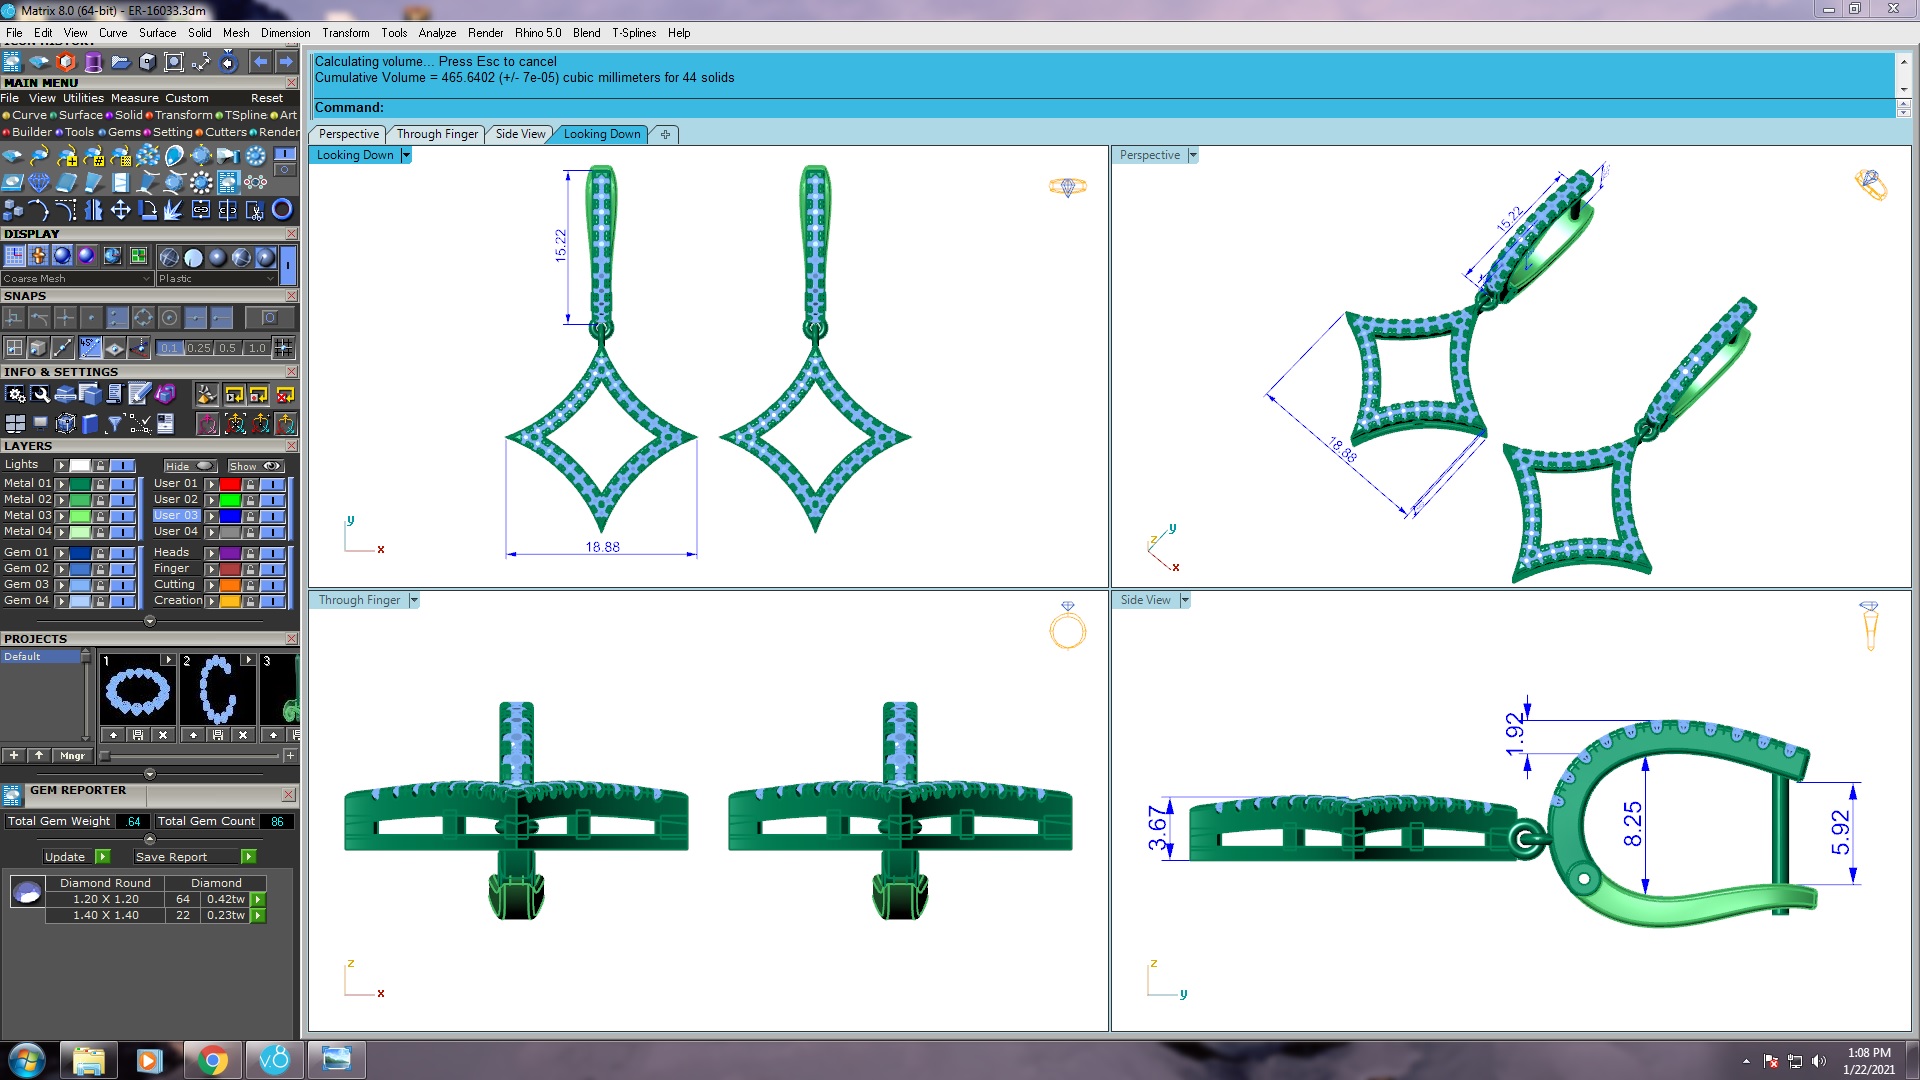 Matrix 8.0 (64-bit) - ER-16033.3dm
File Edit View Curve Surface Solid Mesh Dimension Transform Tools Analyze Render Rhino 5.0 Blend T-Splines Help
Calculating volume... Press Esc to cancel
Cumulative Volume = 465.6402 (+/- 7e-05) cubic millimeters for 44 solids
Command:
Perspective Through Finger Side View Looking Down
MAIN MENU
File View Utilities Measure Custom Reset
Curve Surface Solid Transform TSpline Art
Builder Tools Gems Setting Cutters Render
DISPLAY
Coarse Mesh Plastic
SNAPS
0.1 0.25 0.5 1.0
INFO & SETTINGS
LAYERS
Lights Hide Show
Metal 01 User 01
Metal 02 User 02
Metal 03 User 03
Metal 04 User 04
Gem 01 Heads
Gem 02 Finger
Gem 03 Cutting
Gem 04 Creation
PROJECTS
Default
1 2 3
Mngr
GEM REPORTER
Total Gem Weight .64 Total Gem Count 86
Update Save Report
Diamond Round Diamond
1.20 X 1.20 64 0.42tw
1.40 X 1.40 22 0.23tw
Looking Down
15.22
18.88
y
x
Perspective
15.22
18.88
y
z
x
Through Finger
z
x
Side View
1.92
3.67
8.25
5.92
z
y
v8
1:08 PM
1/22/2021